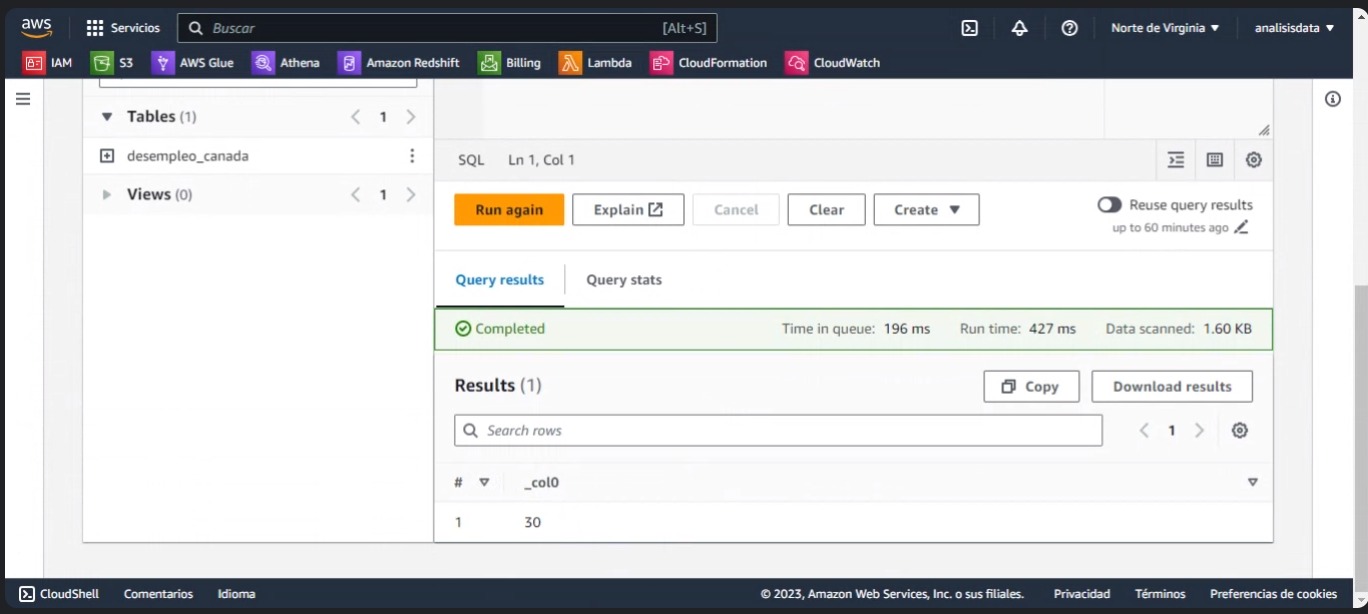 aws Servicios Buscar [Alt+S] Norte de Virginia ▼ analisisdata ▼
IAM S3 AWS Glue Athena Amazon Redshift Billing Lambda CloudFormation CloudWatch
▼ Tables (1) < 1 >
desempleo_canada
Views (0) < 1 >
SQL Ln 1, Col 1
Run again Explain Cancel Clear Create ▼ Reuse query results
up to 60 minutes ago
Query results Query stats
Completed Time in queue: 196 ms Run time: 427 ms Data scanned: 1.60 KB
Results (1) Copy Download results
Search rows < 1 >
# _col0
1 30
CloudShell Comentarios Idioma © 2023, Amazon Web Services, Inc. o sus filiales. Privacidad Términos Preferencias de cookies